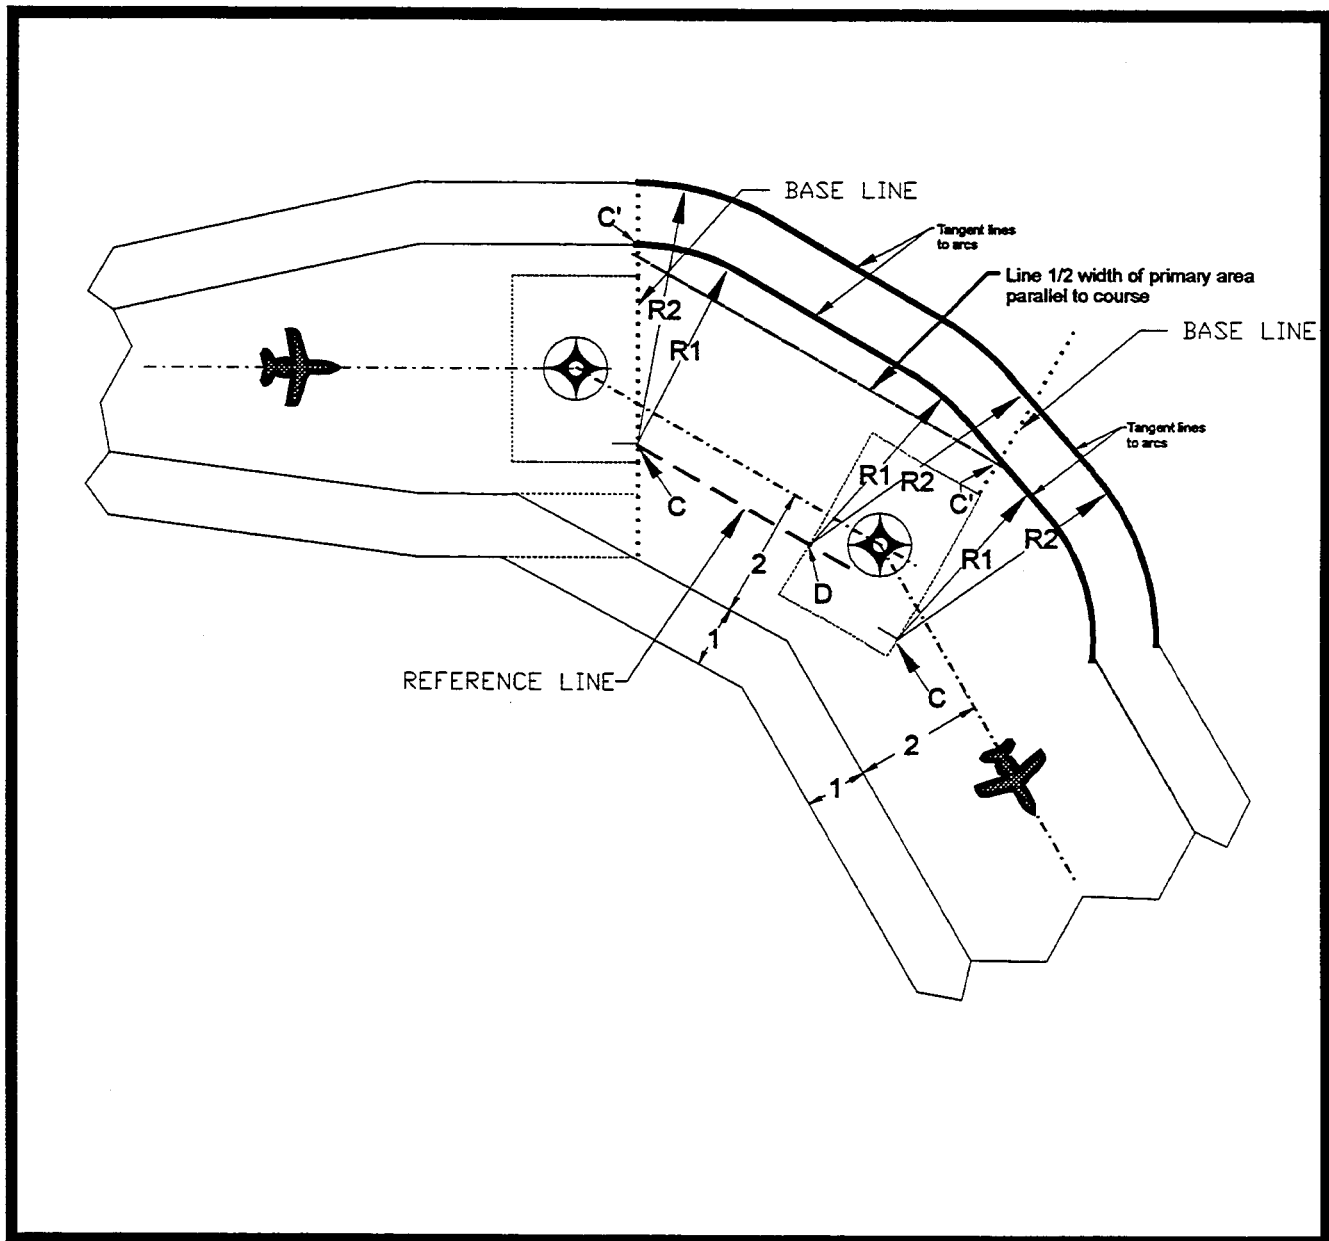 BASE LINE
C'
Tangent lines
to arcs
Line 1/2 width of primary area
parallel to course
R2
BASE LINE
R1
Tangent lines
to arcs
R1
R2
C'
C
R2
R1
2
D
1
REFERENCE LINE
C
2
1